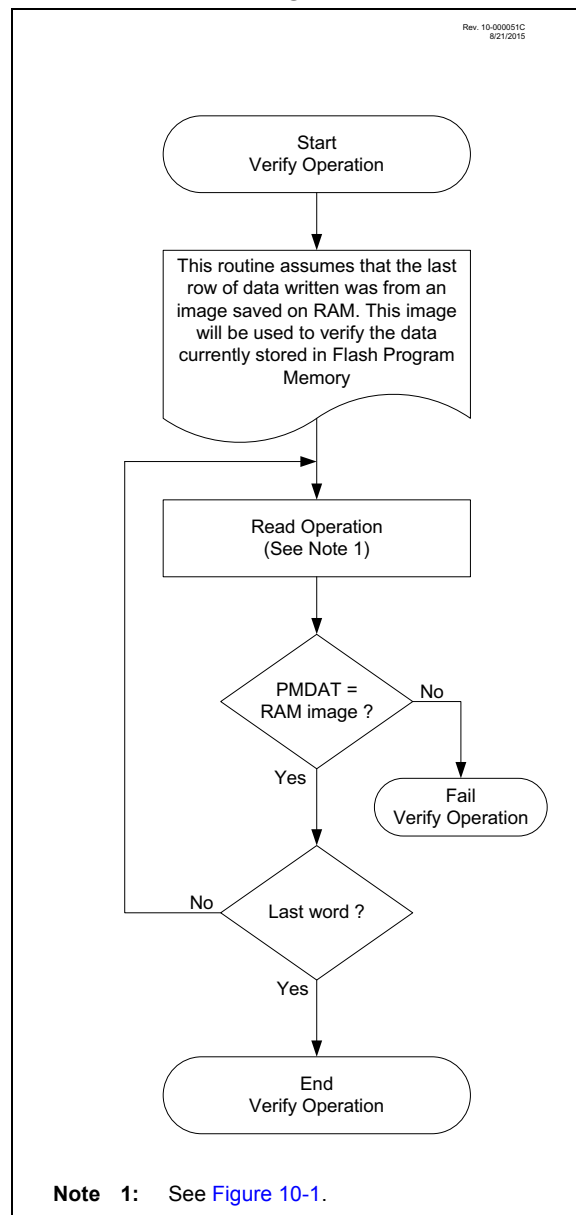 Rev. 10-000051C
8/21/2015
Start
Verify Operation
This routine assumes that the last
row of data written was from an
image saved on RAM. This image
will be used to verify the data
currently stored in Flash Program
Memory
Read Operation
(See Note 1)
PMDAT =
RAM image ?
No
Yes
Fail
Verify Operation
Last word ?
No
Yes
End
Verify Operation
Note 1: See Figure 10-1.